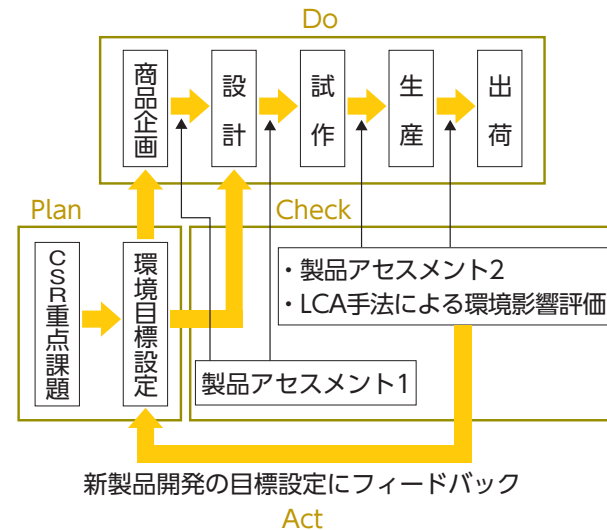 Do
商品企画
設計
試作
生産
出荷
Plan
Check
CSR重点課題
環境目標設定
・製品アセスメント2
・LCA手法による環境影響評価
製品アセスメント1
新製品開発の目標設定にフィードバック
Act